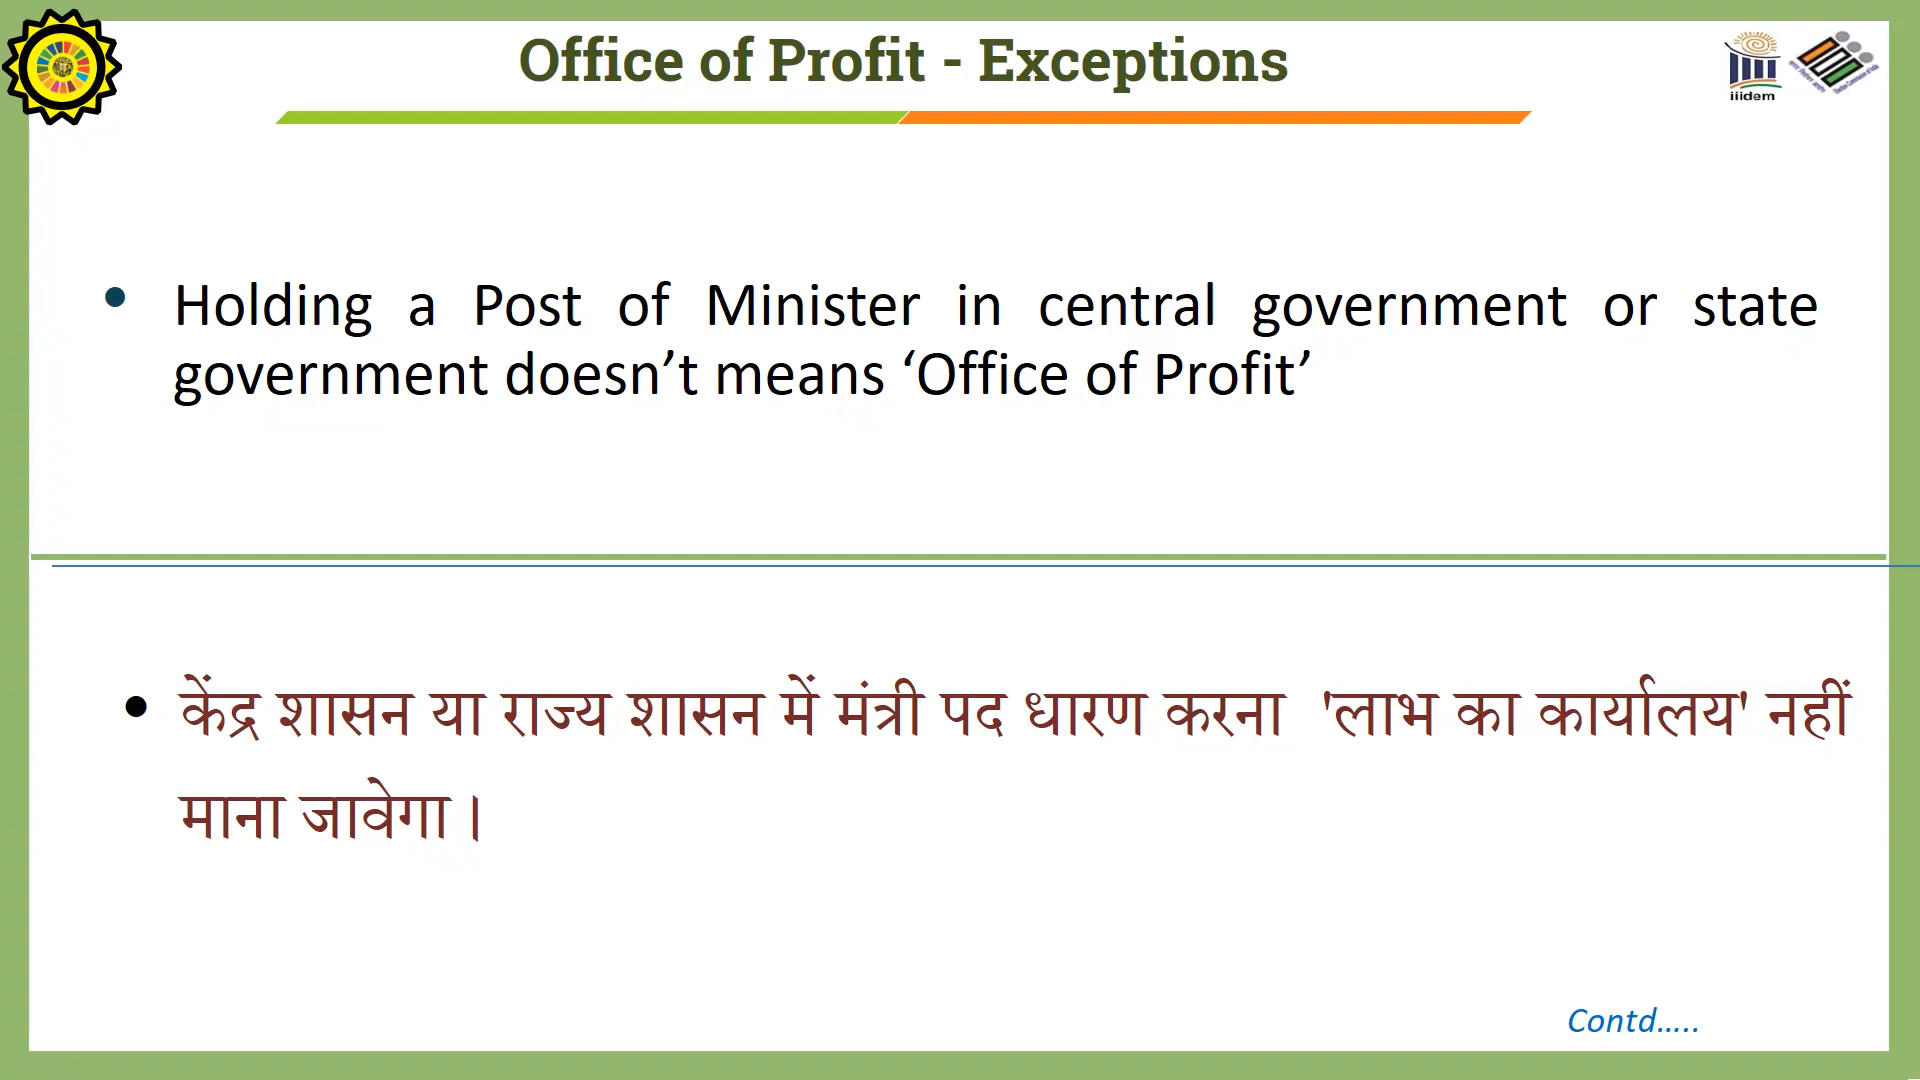 Office of Profit - Exceptions
iiidem
• Holding a Post of Minister in central government or state
government doesn’t means ‘Office of Profit’
• केंद्र शासन या राज्य शासन में मंत्री पद धारण करना 'लाभ का कार्यालय' नहीं
माना जावेगा।
Contd.....